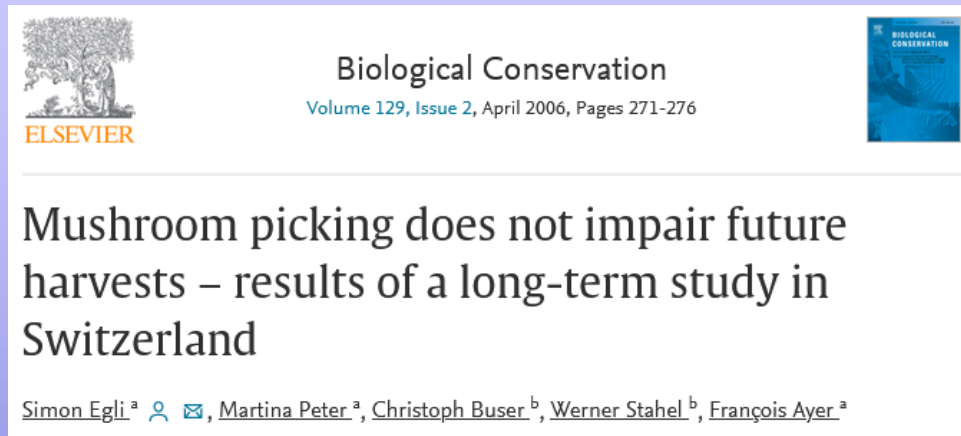 Biological Conservation
Volume 129, Issue 2, April 2006, Pages 271-276
ELSEVIER
BIOLOGICAL
CONSERVATION
Mushroom picking does not impair future
harvests – results of a long-term study in
Switzerland
Simon Egli a, Martina Peter a, Christoph Buser b, Werner Stahel b, François Ayer a